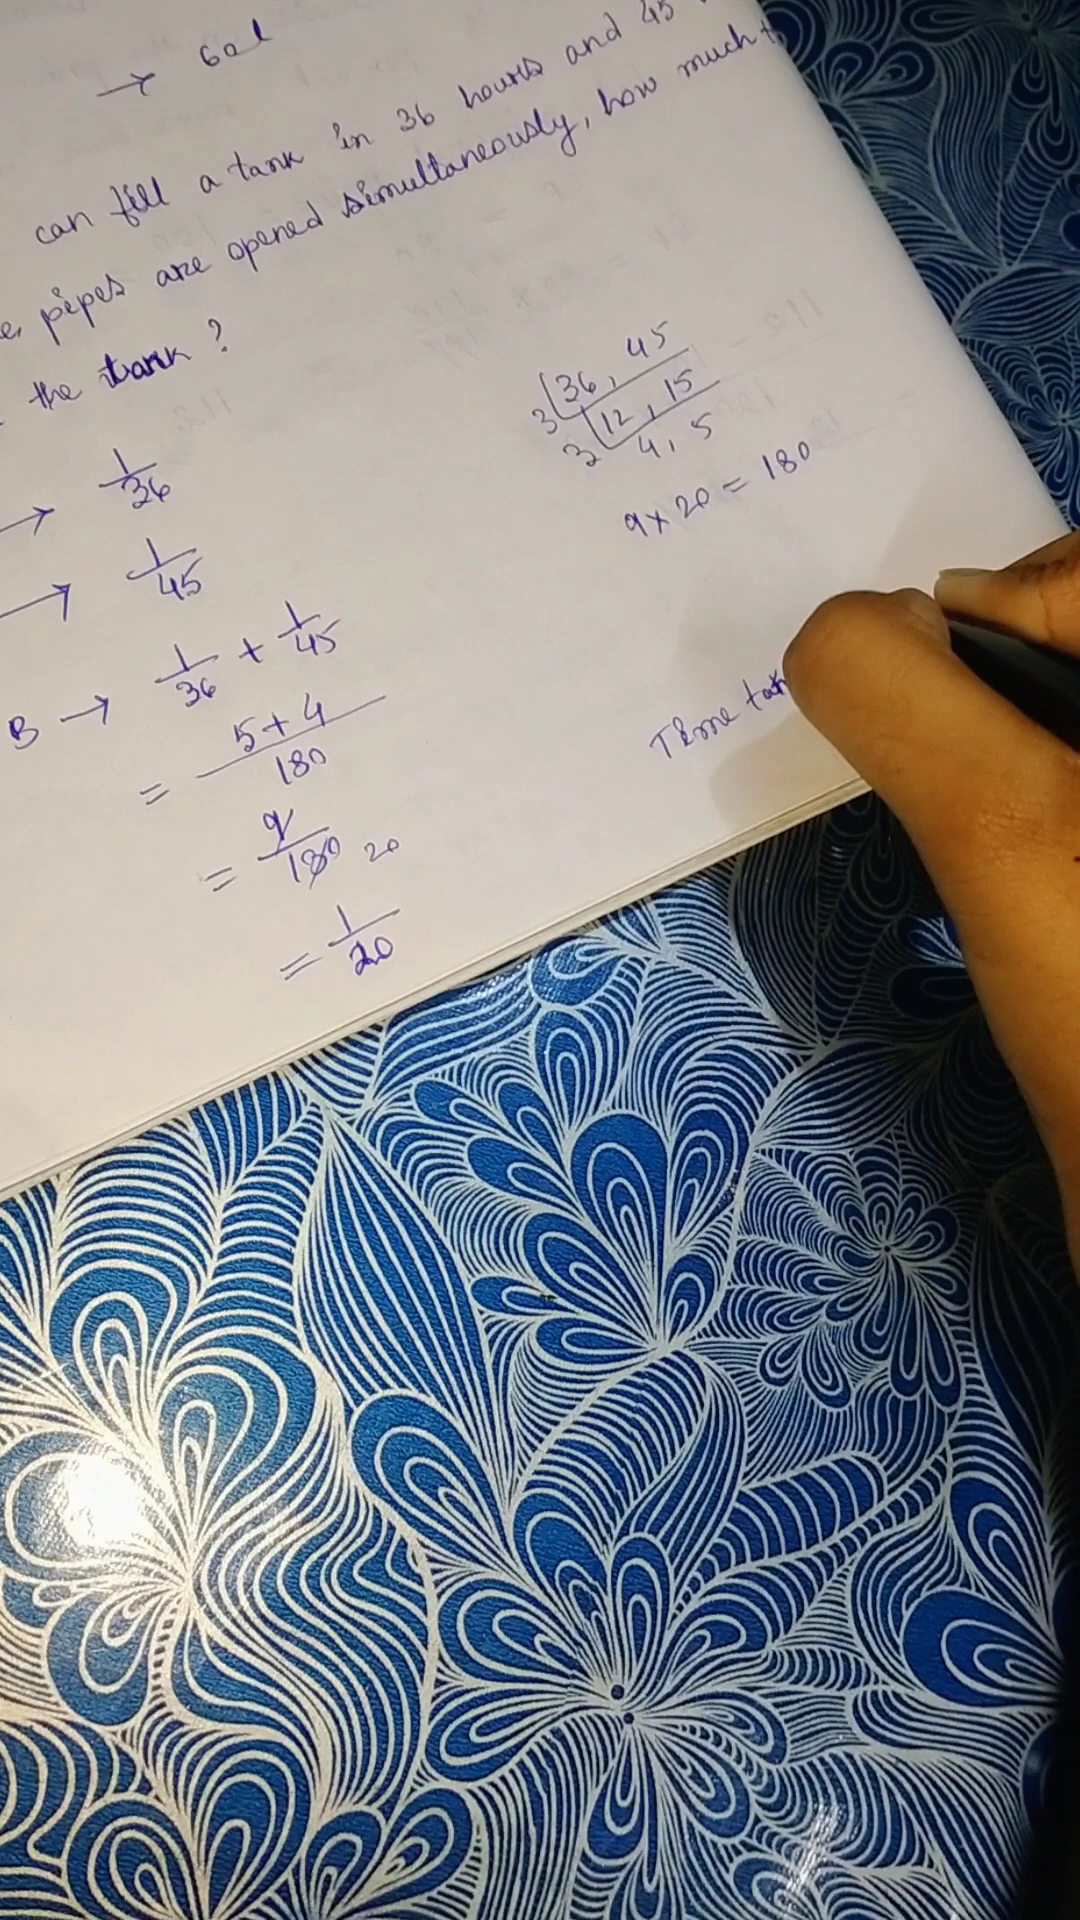 → Sol
can fill a tank in 36 hours and 45
pipes are opened simultaneously, how much
the tank ?
→ 1/36
→ 1/45
B → 1/36 + 1/45
= 5+4/180
= 9/180 20
= 1/20
3 36, 45
3 12, 15
4, 5
9 x 20 = 180
Time